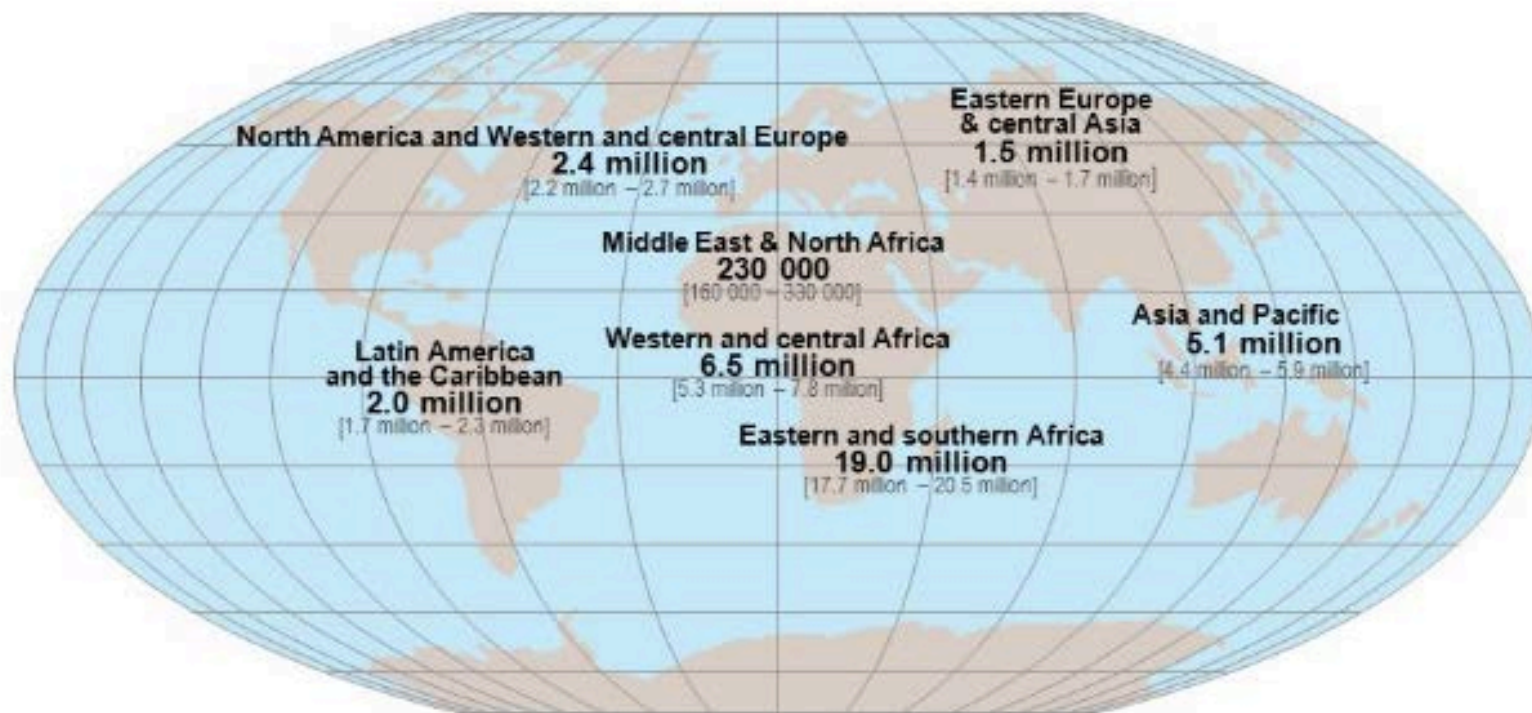 Eastern Europe
& central Asia
1.5 million
[1.4 million – 1.7 million]
North America and Western and central Europe
2.4 million
[2.2 million – 2.7 million]
Middle East & North Africa
230 000
[160 000 – 330 000]
Asia and Pacific
5.1 million
[4.4 million – 5.9 million]
Western and central Africa
6.5 million
[5.3 million – 7.8 million]
Latin America
and the Caribbean
2.0 million
[1.7 million – 2.3 million]
Eastern and southern Africa
19.0 million
[17.7 million – 20.5 million]